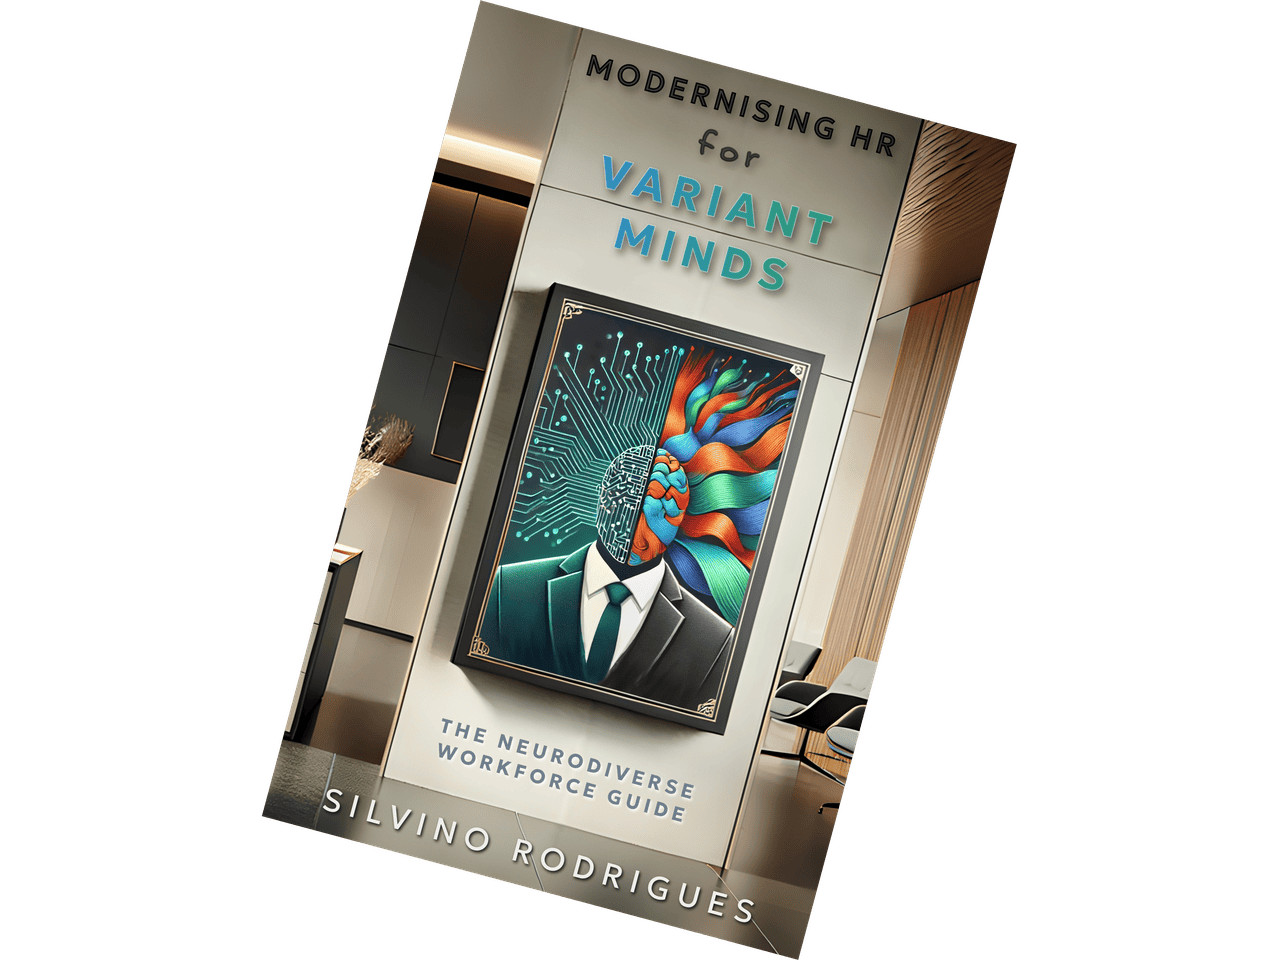 MODERNISING HR
for
VARIANT
MINDS
THE NEURODIVERSE
WORKFORCE GUIDE
SILVINO RODRIGUES